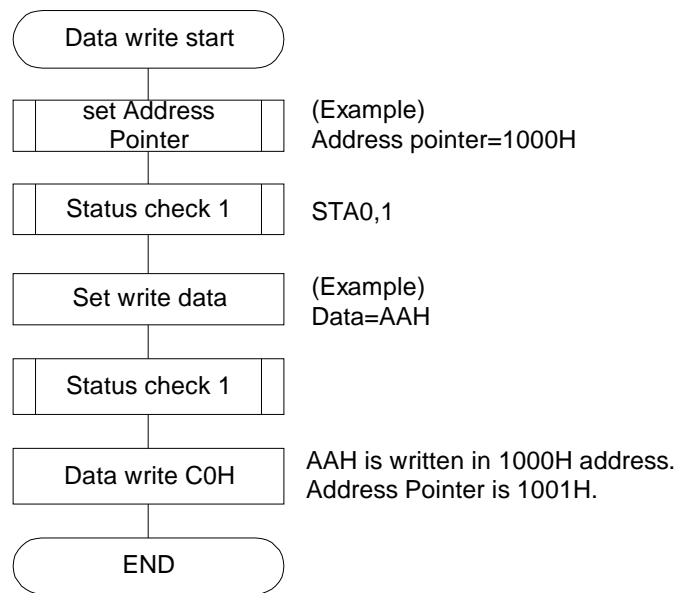 Data write start
set Address
Pointer
(Example)
Address pointer=1000H
Status check 1
STA0,1
Set write data
(Example)
Data=AAH
Status check 1
Data write C0H
AAH is written in 1000H address.
Address Pointer is 1001H.
END